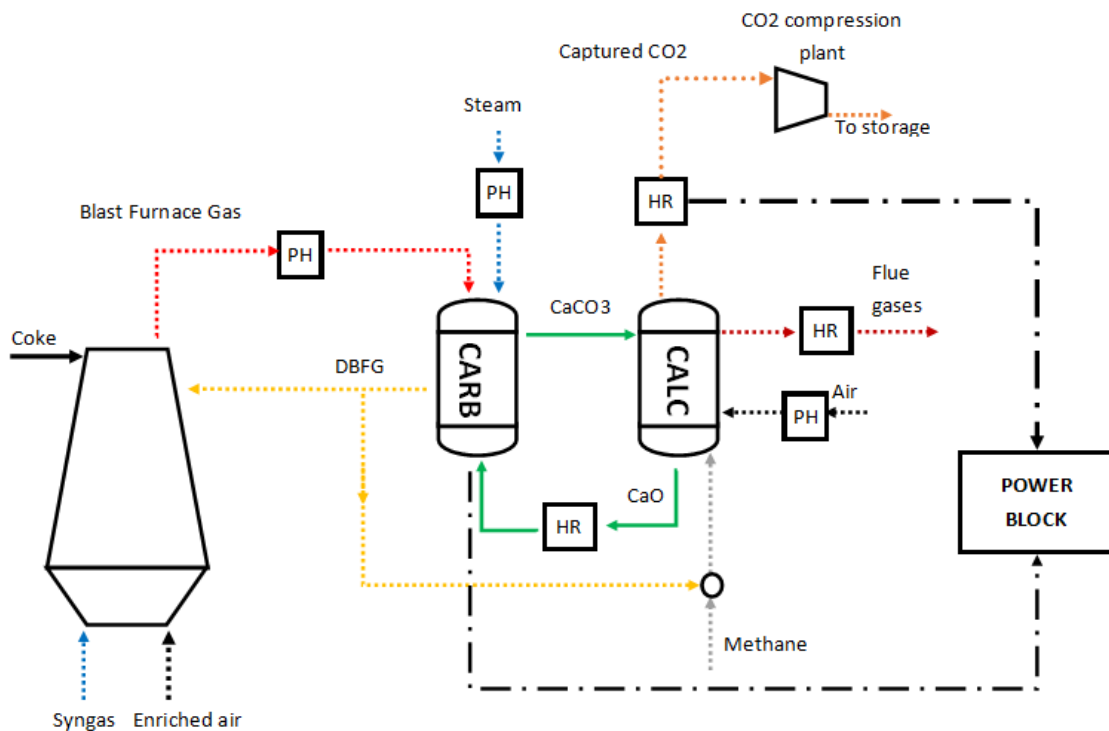 CO2 compression
plant
Captured CO2
Steam
To storage
PH
HR
Blast Furnace Gas
PH
Flue
gases
CaCO3
HR
Coke
DBFG
CARB
CALC
Air
PH
CaO
HR
POWER
BLOCK
Methane
Syngas
Enriched air